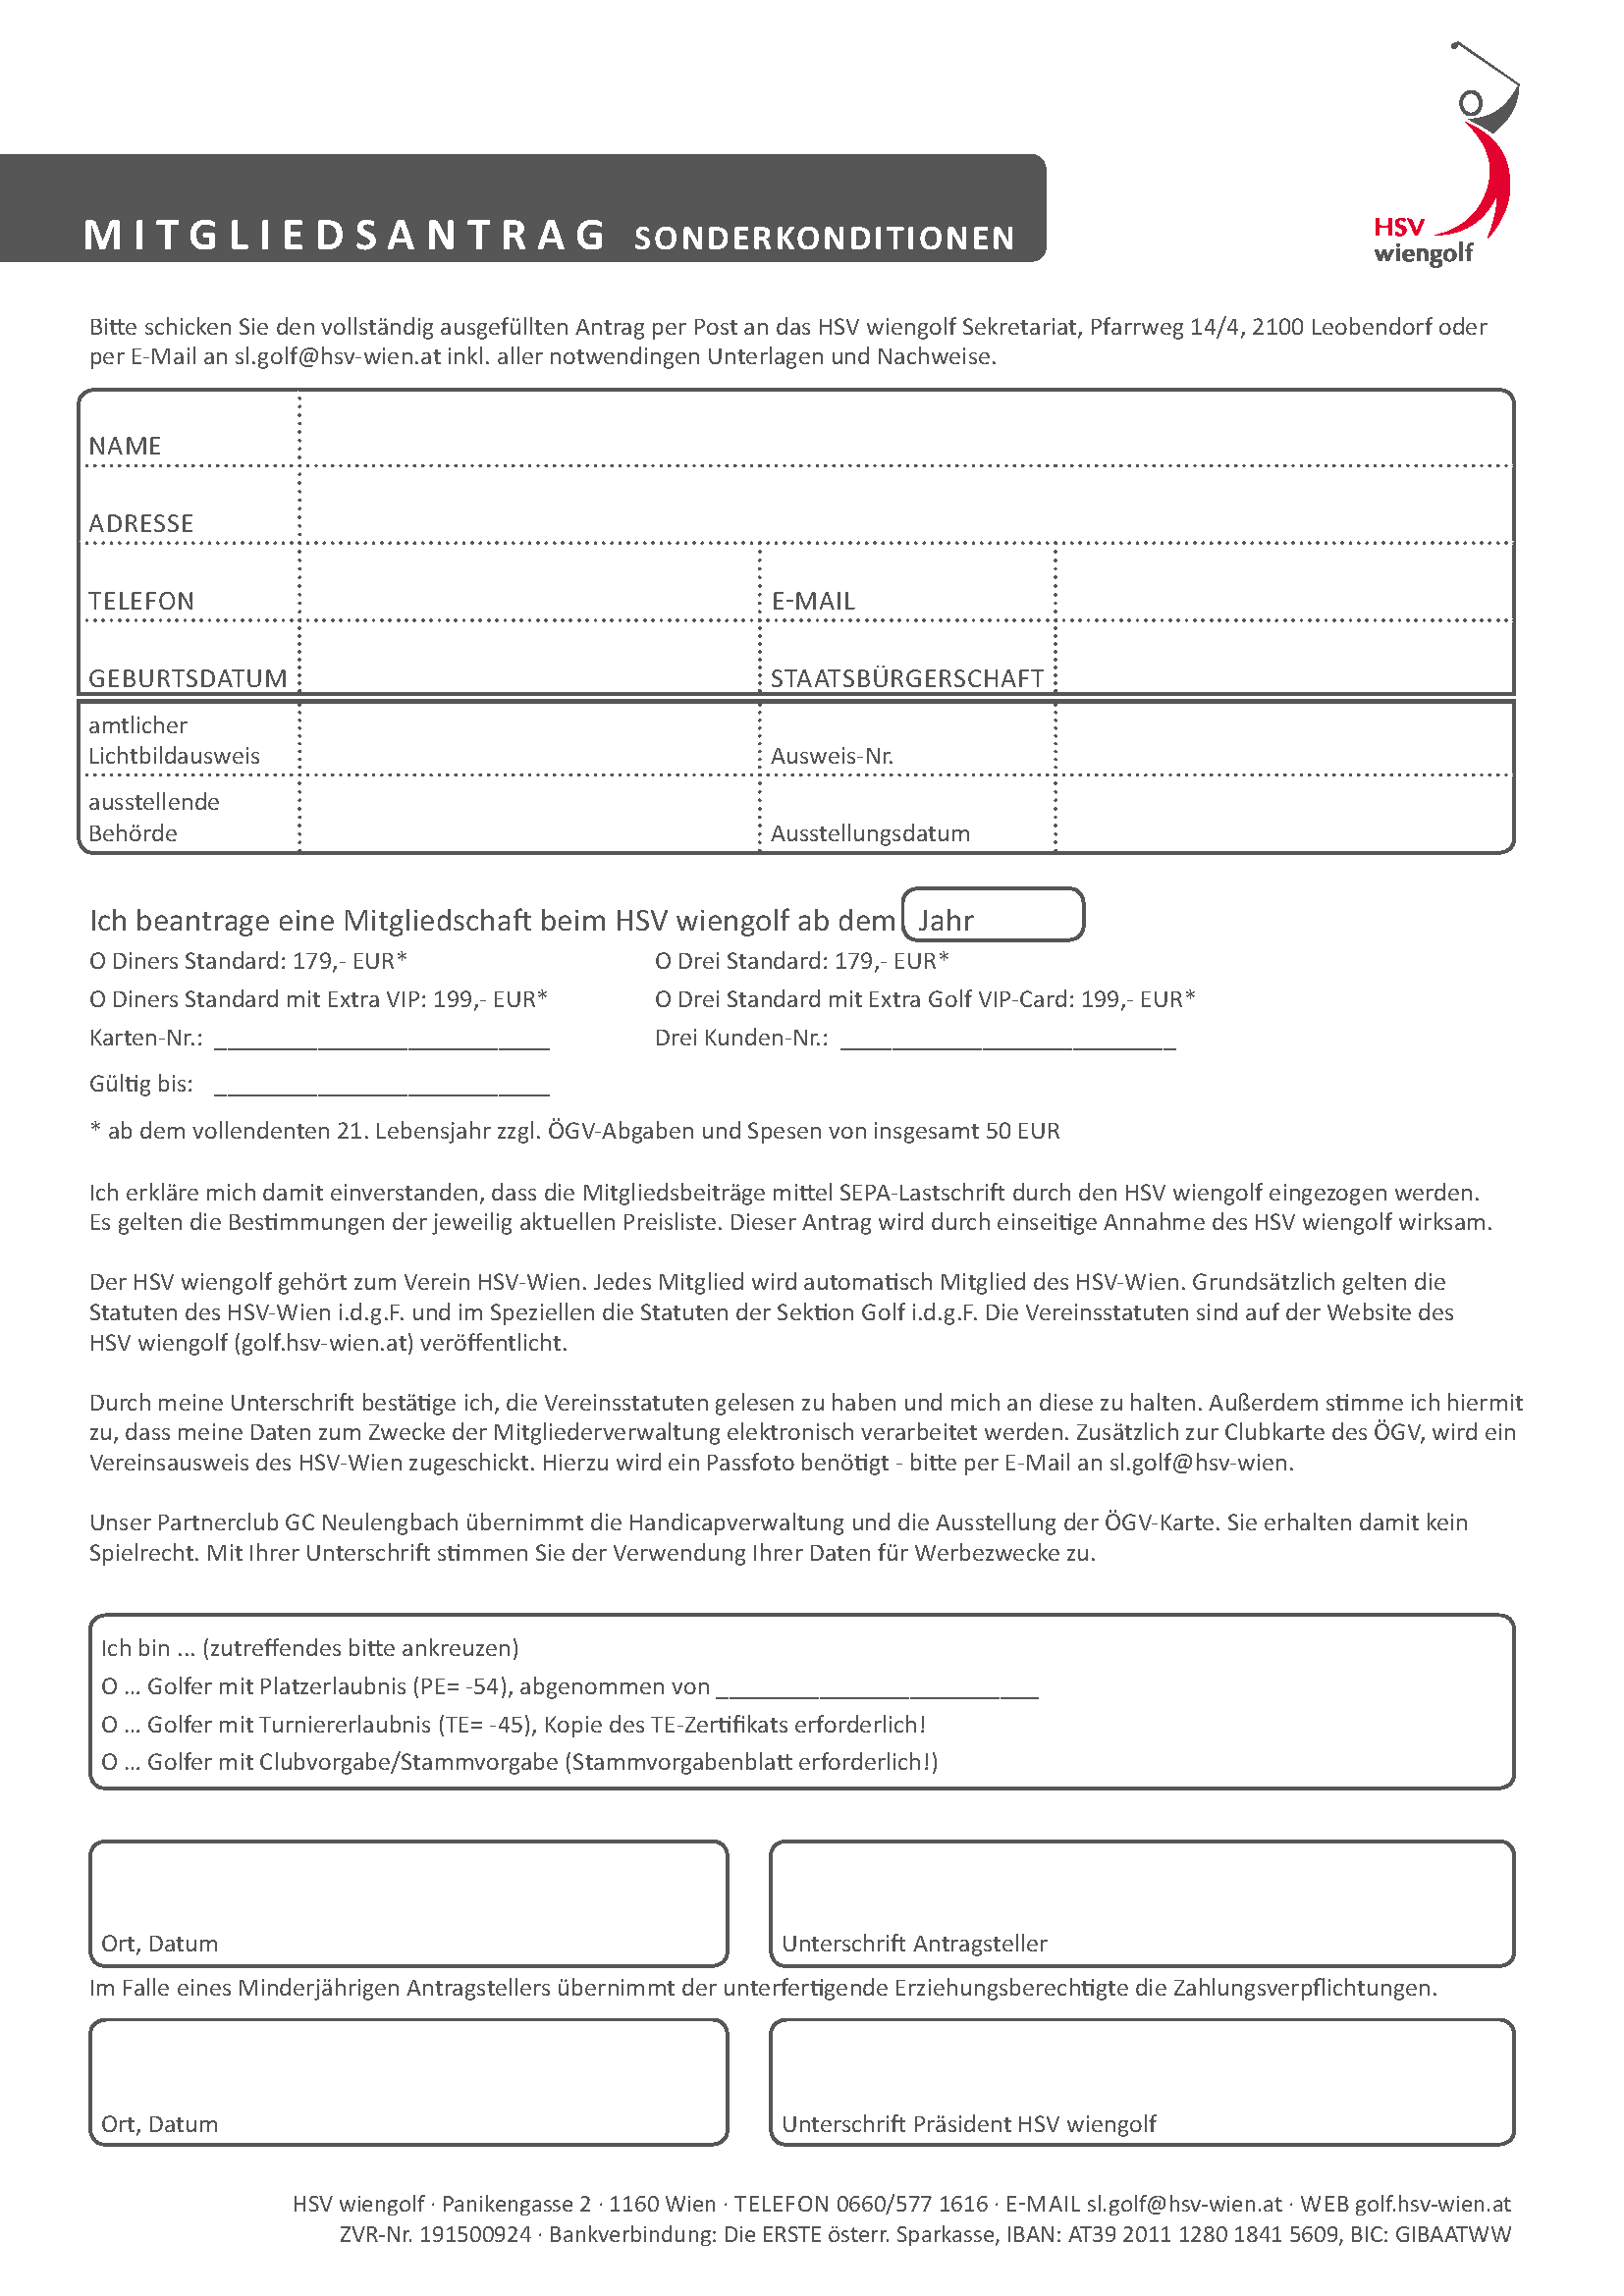 HSV
wiengolf
MITGLIEDSANTRAG SONDERKONDITIONEN
Bitte schicken Sie den vollständig ausgefüllten Antrag per Post an das HSV wiengolf Sekretariat, Pfarrweg 14/4, 2100 Leobendorf oder
per E-Mail an sl.golf@hsv-wien.at inkl. aller notwendingen Unterlagen und Nachweise.
NAME
ADRESSE
TELEFON E-MAIL
GEBURTSDATUM STAATSBÜRGERSCHAFT
amtlicher
Lichtbildausweis Ausweis-Nr.
ausstellende
Behörde Ausstellungsdatum
Ich beantrage eine Mitgliedschaft beim HSV wiengolf ab dem Jahr
O Diners Standard: 179,- EUR* O Drei Standard: 179,- EUR*
O Diners Standard mit Extra VIP: 199,- EUR* O Drei Standard mit Extra Golf VIP-Card: 199,- EUR*
Karten-Nr.: __________________________ Drei Kunden-Nr.: __________________________
Gültig bis: __________________________
* ab dem vollendenten 21. Lebensjahr zzgl. ÖGV-Abgaben und Spesen von insgesamt 50 EUR
Ich erkläre mich damit einverstanden, dass die Mitgliedsbeiträge mittel SEPA-Lastschrift durch den HSV wiengolf eingezogen werden.
Es gelten die Bestimmungen der jeweilig aktuellen Preisliste. Dieser Antrag wird durch einseitige Annahme des HSV wiengolf wirksam.
Der HSV wiengolf gehört zum Verein HSV-Wien. Jedes Mitglied wird automatisch Mitglied des HSV-Wien. Grundsätzlich gelten die
Statuten des HSV-Wien i.d.g.F. und im Speziellen die Statuten der Sektion Golf i.d.g.F. Die Vereinsstatuten sind auf der Website des
HSV wiengolf (golf.hsv-wien.at) veröffentlicht.
Durch meine Unterschrift bestätige ich, die Vereinsstatuten gelesen zu haben und mich an diese zu halten. Außerdem stimme ich hiermit
zu, dass meine Daten zum Zwecke der Mitgliederverwaltung elektronisch verarbeitet werden. Zusätzlich zur Clubkarte des ÖGV, wird ein
Vereinsausweis des HSV-Wien zugeschickt. Hierzu wird ein Passfoto benötigt - bitte per E-Mail an sl.golf@hsv-wien.
Unser Partnerclub GC Neulengbach übernimmt die Handicapverwaltung und die Ausstellung der ÖGV-Karte. Sie erhalten damit kein
Spielrecht. Mit Ihrer Unterschrift stimmen Sie der Verwendung Ihrer Daten für Werbezwecke zu.
Ich bin ... (zutreffendes bitte ankreuzen)
O ... Golfer mit Platzerlaubnis (PE= -54), abgenommen von _________________________
O ... Golfer mit Turniererlaubnis (TE= -45), Kopie des TE-Zertifikats erforderlich!
O ... Golfer mit Clubvorgabe/Stammvorgabe (Stammvorgabenblatt erforderlich!)
Ort, Datum Unterschrift Antragsteller
Im Falle eines Minderjährigen Antragstellers übernimmt der unterfertigende Erziehungsberechtigte die Zahlungsverpflichtungen.
Ort, Datum Unterschrift Präsident HSV wiengolf
HSV wiengolf · Panikengasse 2 · 1160 Wien · TELEFON 0660/577 1616 · E-MAIL sl.golf@hsv-wien.at · WEB golf.hsv-wien.at
ZVR-Nr. 191500924 · Bankverbindung: Die ERSTE österr. Sparkasse, IBAN: AT39 2011 1280 1841 5609, BIC: GIBAATWW